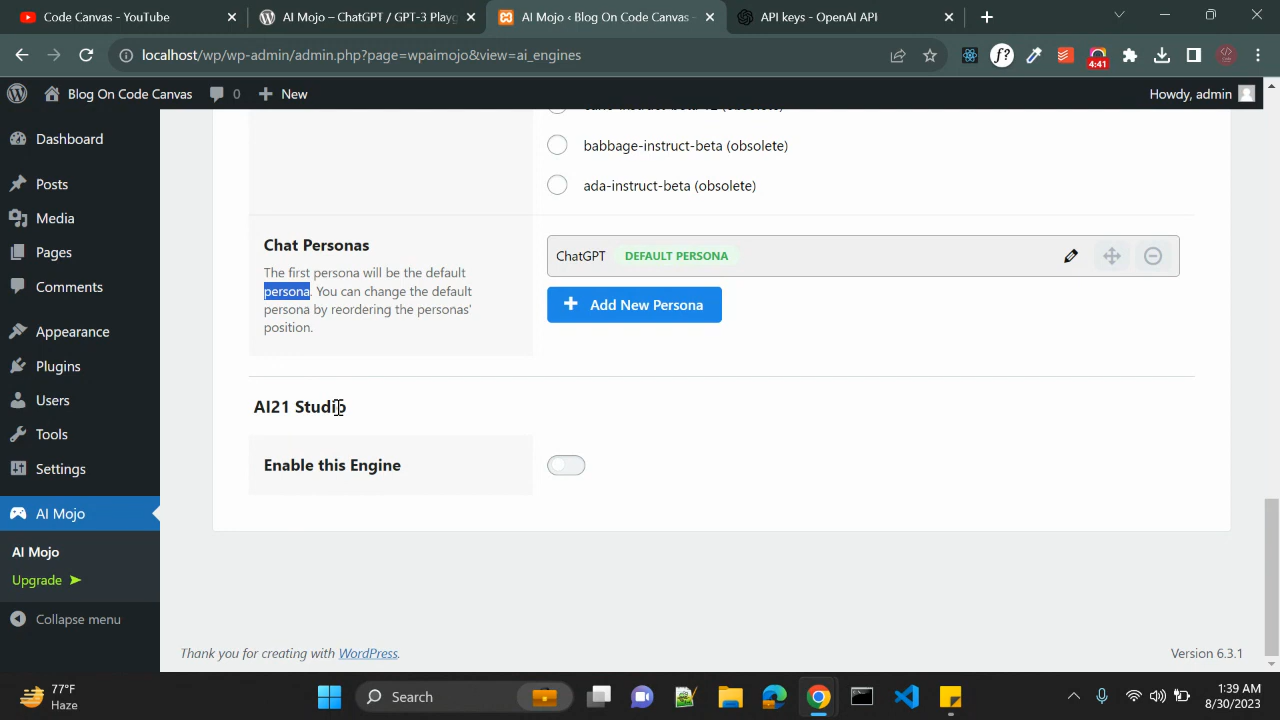 Code Canvas - YouTube
AI Mojo – ChatGPT / GPT-3 Playg
AI Mojo ‹ Blog On Code Canvas
API keys - OpenAI API
localhost/wp/wp-admin/admin.php?page=wpaimojo&view=ai_engines
f?
4:41
Blog On Code Canvas
0
New
Howdy, admin
Dashboard
Posts
Media
Pages
Comments
Appearance
Plugins
Users
Tools
Settings
AI Mojo
AI Mojo
Upgrade ➤
Collapse menu
babbage-instruct-beta (obsolete)
ada-instruct-beta (obsolete)
Chat Personas
The first persona will be the default
persona. You can change the default
persona by reordering the personas'
position.
ChatGPT DEFAULT PERSONA
Add New Persona
AI21 Studio
Enable this Engine
Thank you for creating with WordPress.
Version 6.3.1
77°F
Haze
Search
1:39 AM
8/30/2023